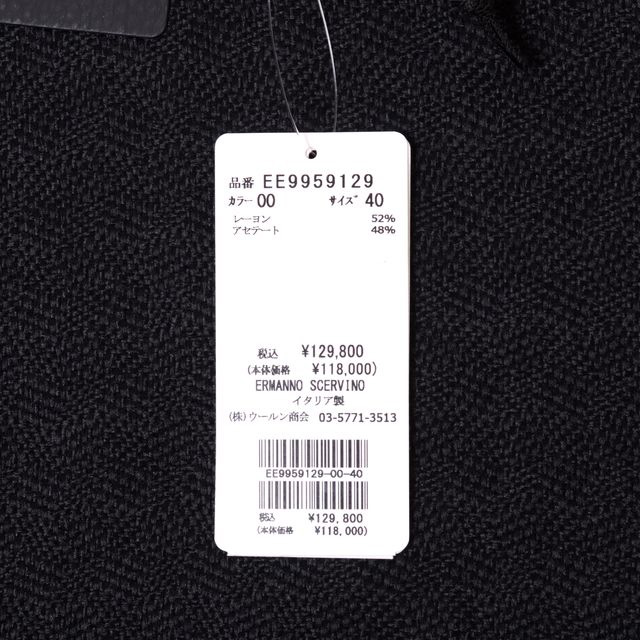 品番 EE9959129
カラー 00 サイズ 40
レーヨン 52%
アセテート 48%
税込 ¥129,800
(本体価格 ¥118,000)
ERMANNO SCERVINO
イタリア製
(株)ウールン商会 03-5771-3513
EE9959129-00-40
税込 ¥129,800
(本体価格 ¥118,000)